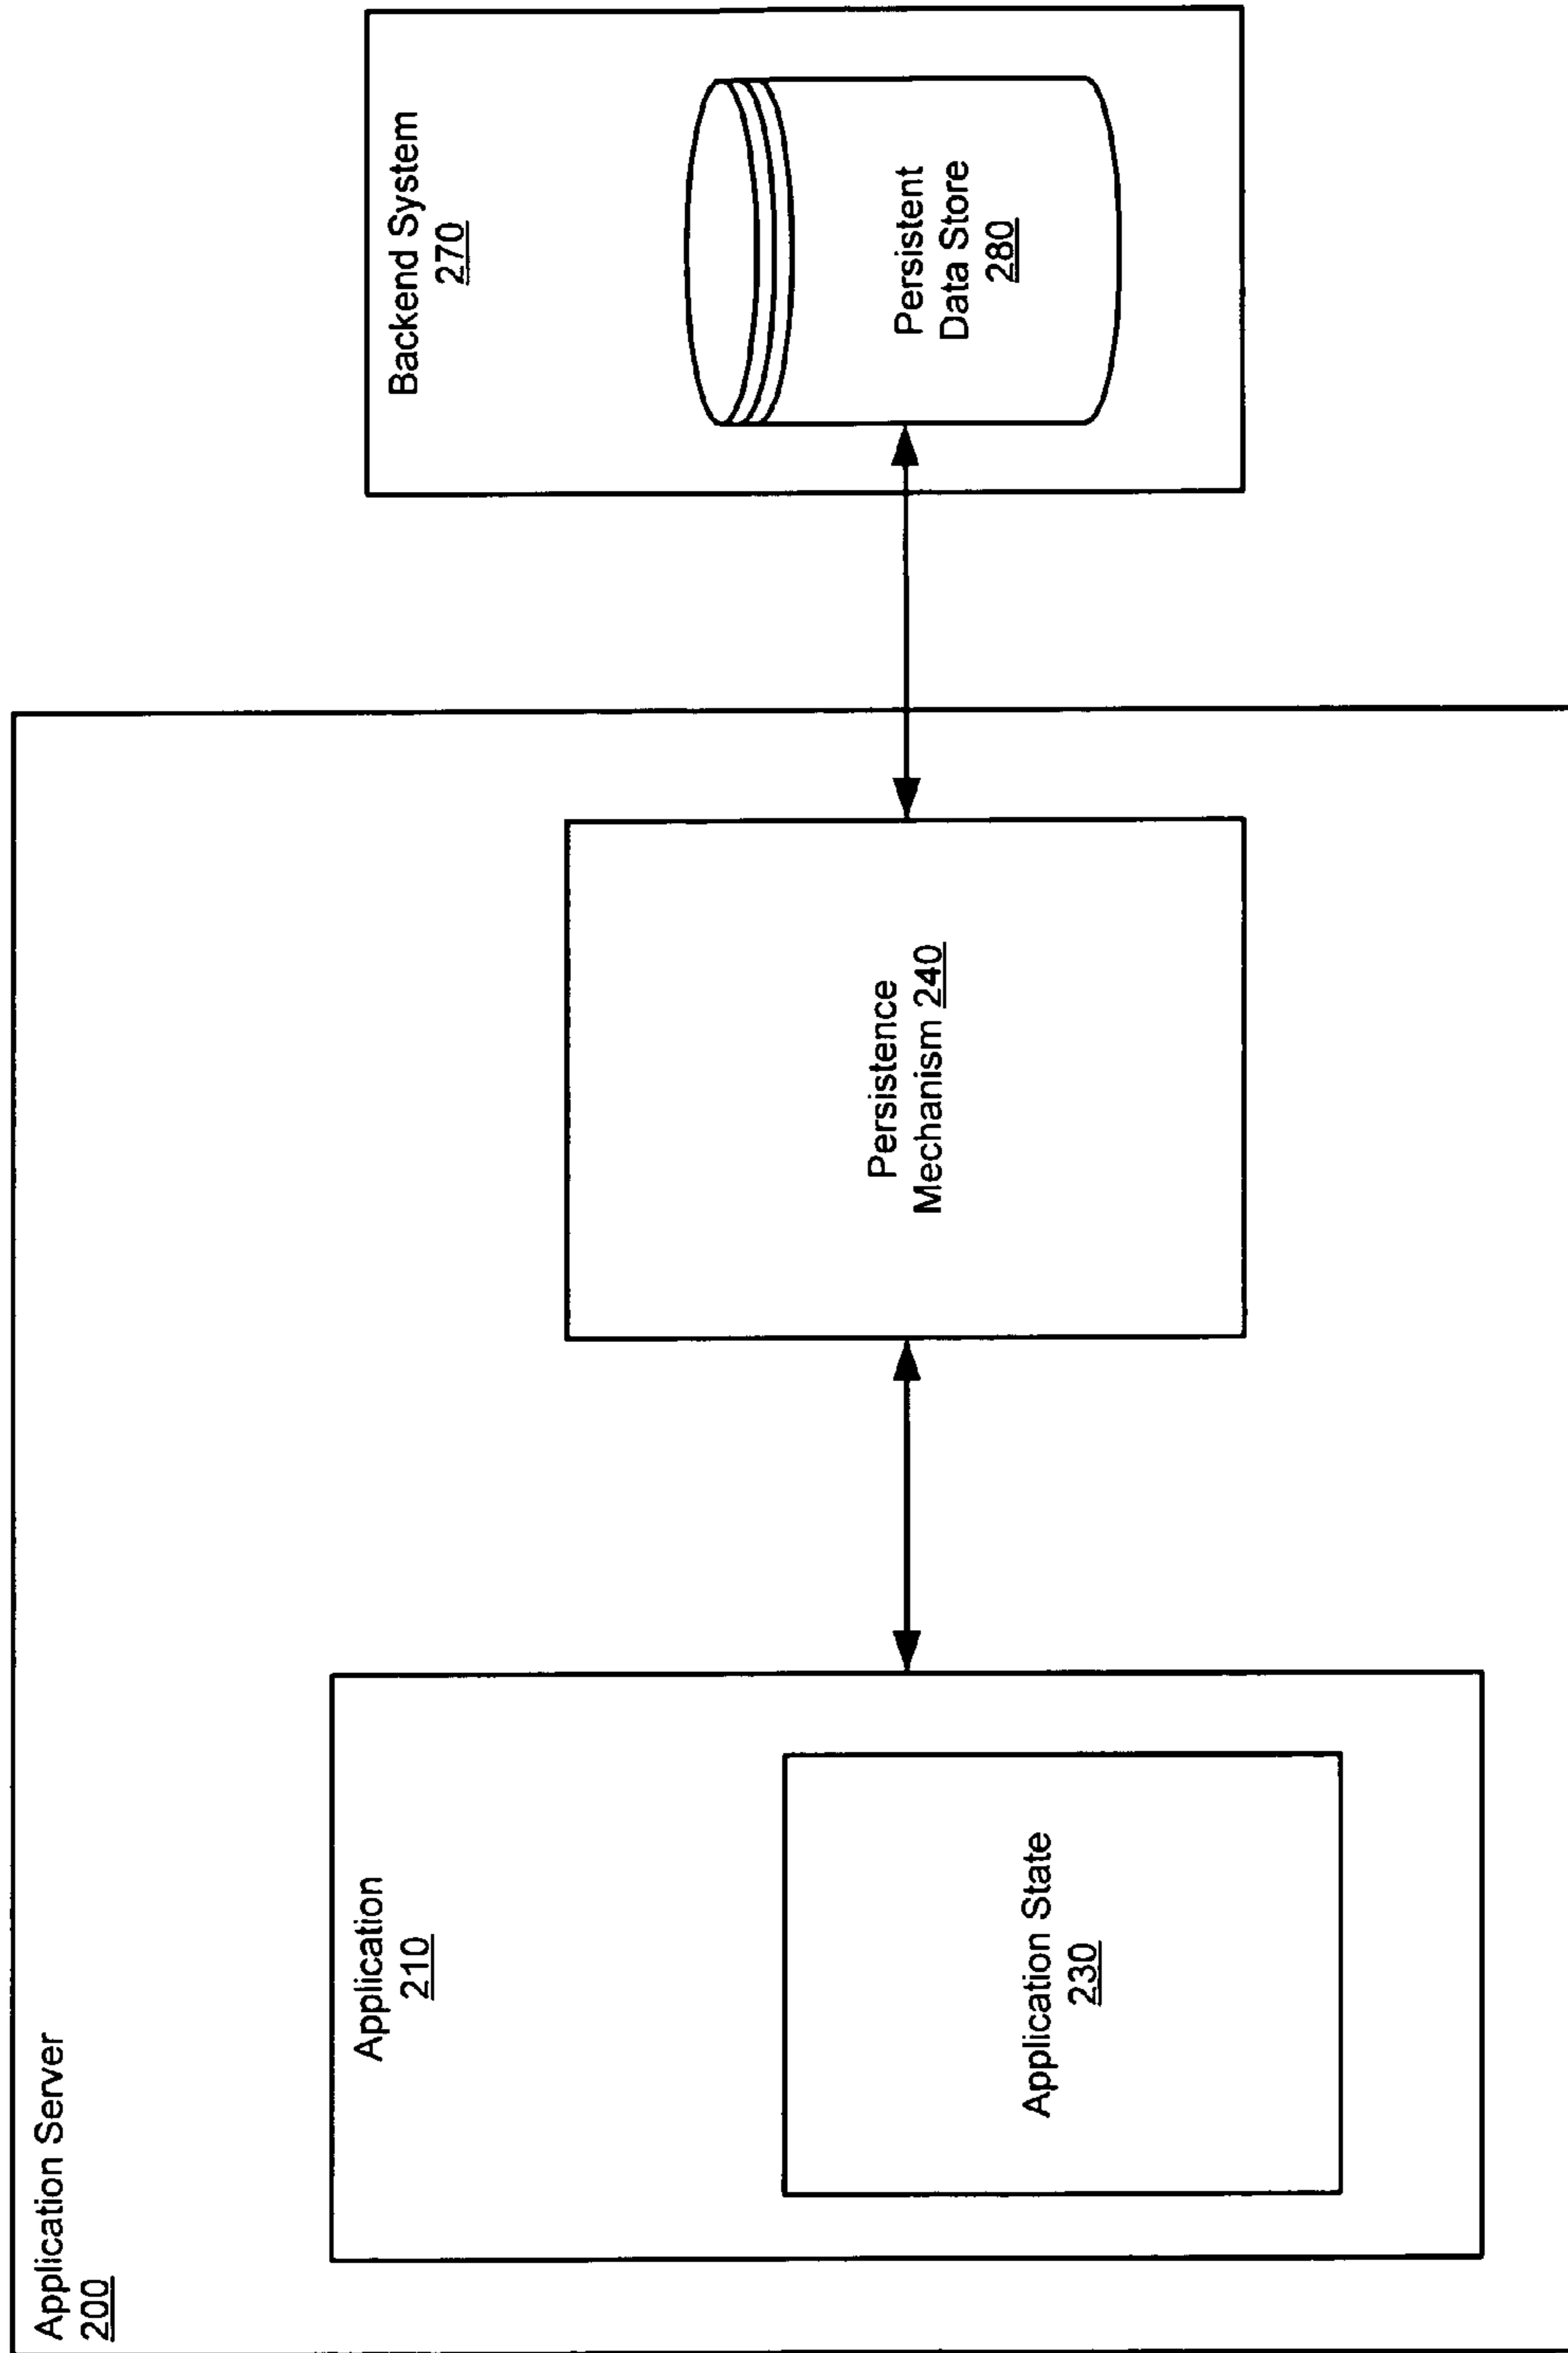 Application Server
200
Application
210
Application State
230
Persistence
Mechanism 240
Backend System
270
Persistent
Data Store
280